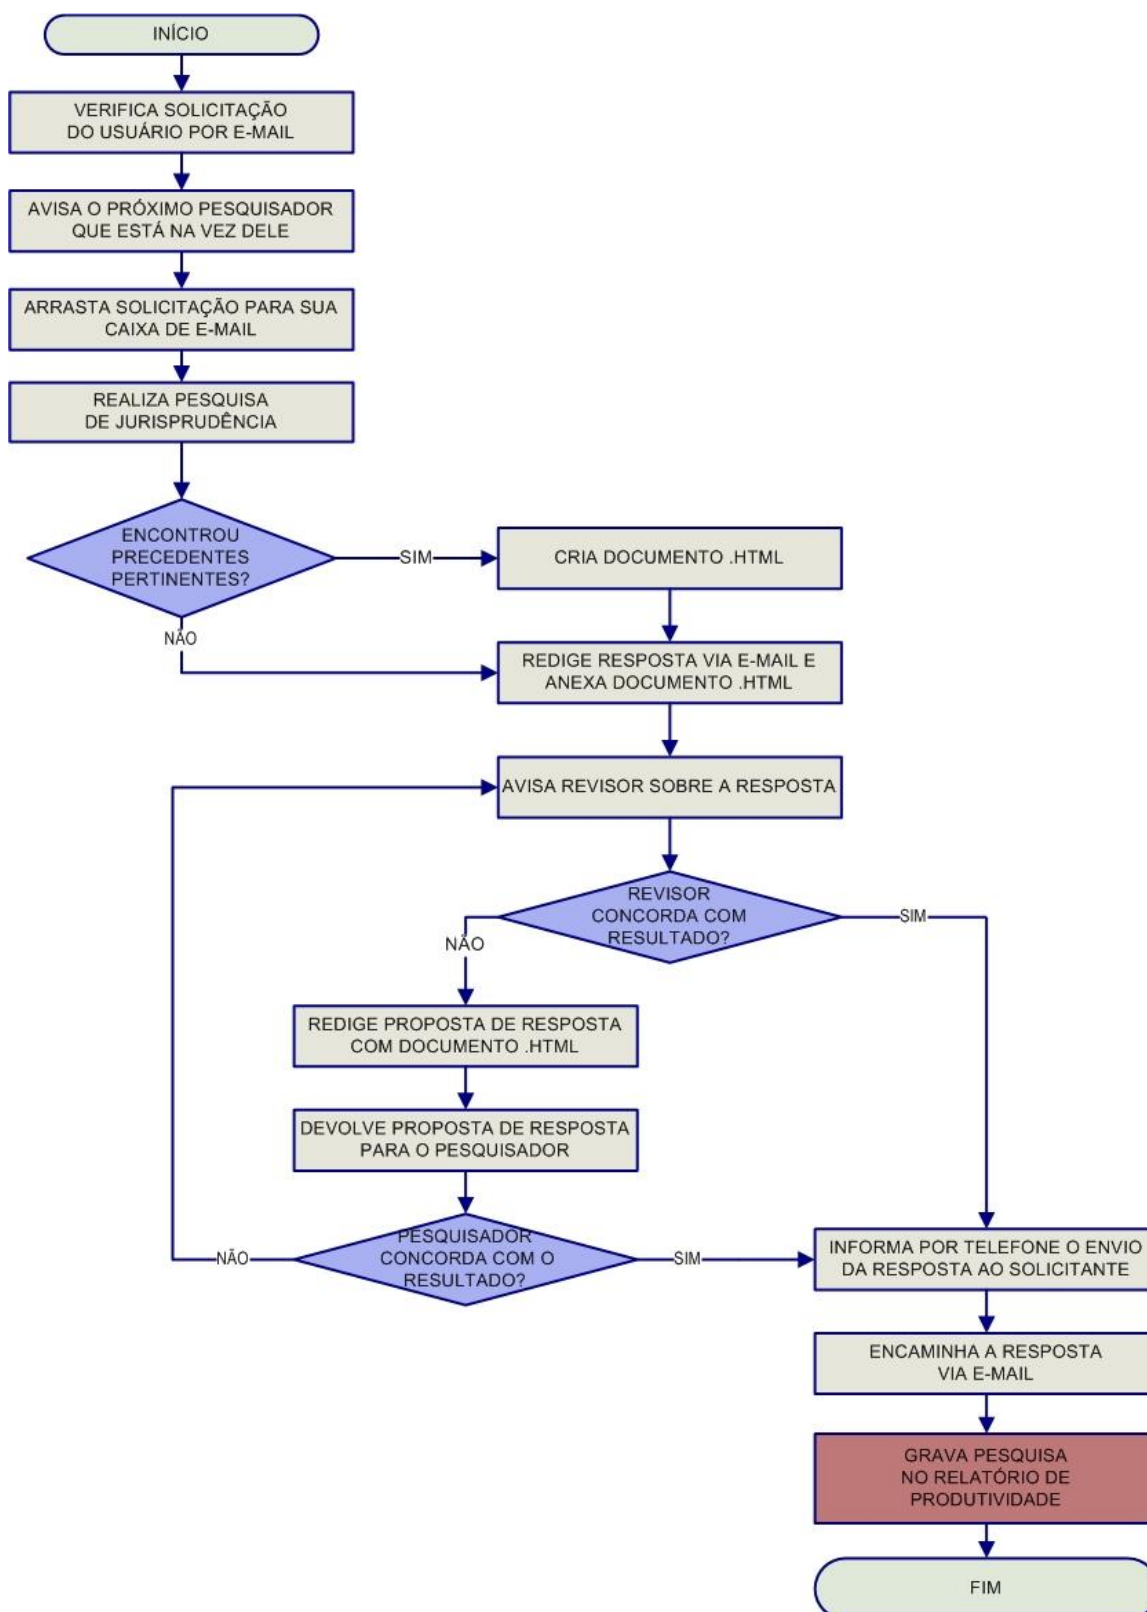 INÍCIO
VERIFICA SOLICITAÇÃO
DO USUÁRIO POR E-MAIL
AVISA O PRÓXIMO PESQUISADOR
QUE ESTÁ NA VEZ DELE
ARRASTA SOLICITAÇÃO PARA SUA
CAIXA DE E-MAIL
REALIZA PESQUISA
DE JURISPRUDÊNCIA
ENCONTROU
PRECEDENTES
PERTINENTES?
SIM
CRIA DOCUMENTO .HTML
NÃO
REDIGE RESPOSTA VIA E-MAIL E
ANEXA DOCUMENTO .HTML
AVISA REVISOR SOBRE A RESPOSTA
REVISOR
CONCORDA COM
RESULTADO?
SIM
NÃO
REDIGE PROPOSTA DE RESPOSTA
COM DOCUMENTO .HTML
DEVOLVE PROPOSTA DE RESPOSTA
PARA O PESQUISADOR
PESQUISADOR
CONCORDA COM O
RESULTADO?
NÃO
SIM
INFORMA POR TELEFONE O ENVIO
DA RESPOSTA AO SOLICITANTE
ENCAMINHA A RESPOSTA
VIA E-MAIL
GRAVA PESQUISA
NO RELATÓRIO DE
PRODUTIVIDADE
FIM